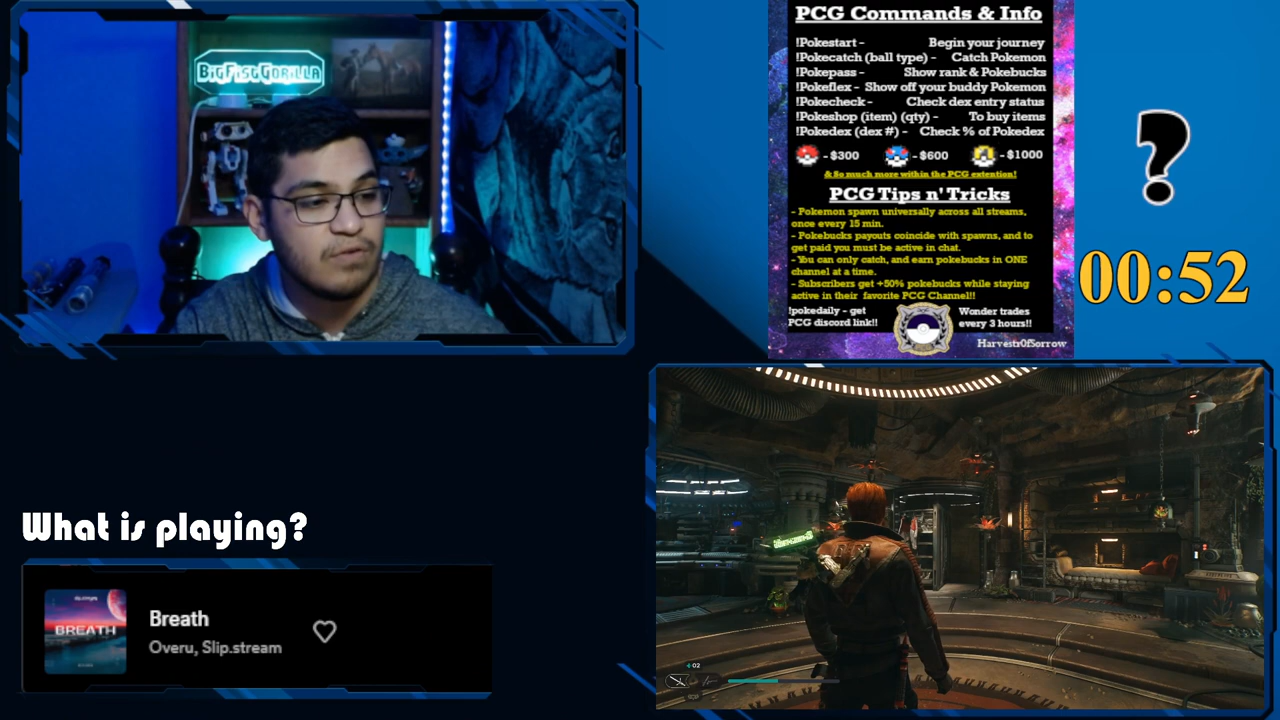 BIGFISTGORILLA
PCG Commands & Info
!Pokestart - Begin your journey
!Pokecatch (ball type) - Catch Pokemon
!Pokepass - Show rank & Pokebucks
!Pokeflex - Show off your buddy Pokemon
!Pokecheck - Check dex entry status
!Pokeshop (item) (qty) - To buy items
!Pokedex (dex #) - Check % of Pokedex
- $300 - $600 - $1000
& So much more within the PCG extention!
PCG Tips n' Tricks
- Pokemon spawn universally across all streams,
once every 15 min.
- Pokebucks payouts coincide with spawns, and to
get paid you must be active in chat.
- You can only catch, and earn pokebucks in ONE
channel at a time.
- Subscribers get +50% pokebucks while staying
active in their favorite PCG Channel!!
!pokedaily - get
PCG discord link!!
Wonder trades
every 3 hours!!
Harvestr0fSorrow
?
00:52
What is playing?
BREATH
Breath
Overu, Slip.stream
+02